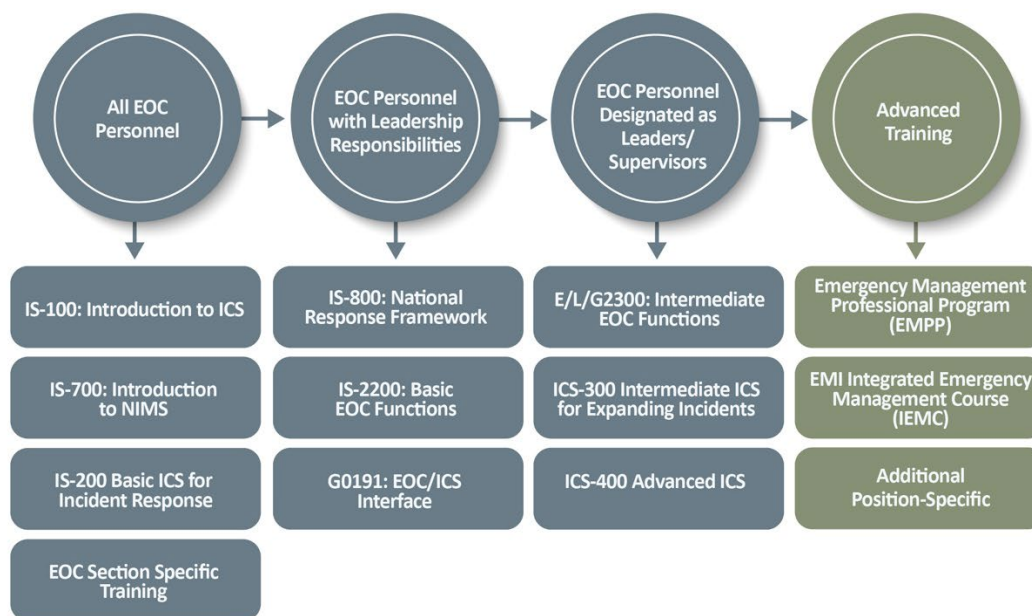 All EOC
Personnel
EOC Personnel
with Leadership
Responsibilities
EOC Personnel
Designated as
Leaders/
Supervisors
Advanced
Training
IS-100: Introduction to ICS
IS-700: Introduction
to NIMS
IS-200 Basic ICS for
Incident Response
EOC Section Specific
Training
IS-800: National
Response Framework
IS-2200: Basic
EOC Functions
G0191: EOC/ICS
Interface
E/L/G2300: Intermediate
EOC Functions
ICS-300 Intermediate ICS
for Expanding Incidents
ICS-400 Advanced ICS
Emergency Management
Professional Program
(EMPP)
EMI Integrated Emergency
Management Course
(IEMC)
Additional
Position-Specific